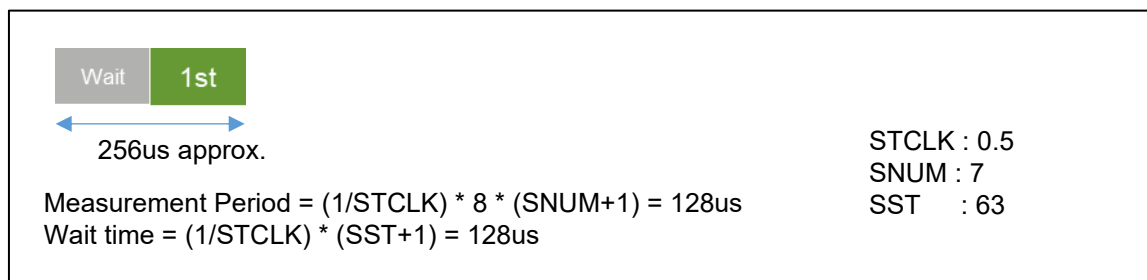 Wait 1st
256us approx.
STCLK : 0.5
SNUM : 7
SST : 63
Measurement Period = (1/STCLK) * 8 * (SNUM+1) = 128us
Wait time = (1/STCLK) * (SST+1) = 128us